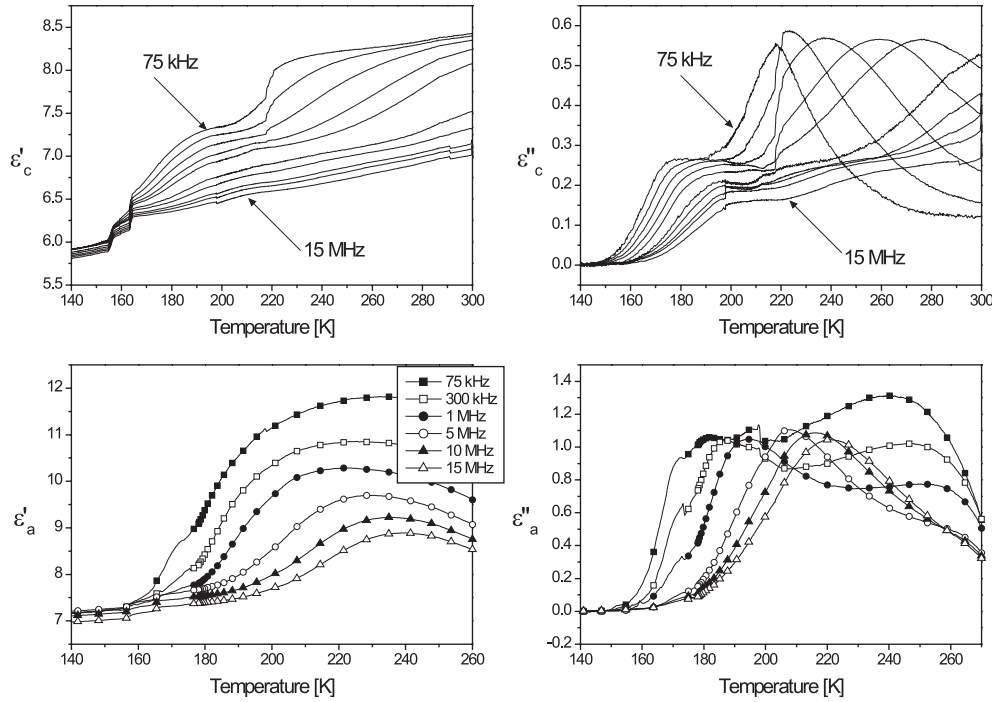 8.5
8.0
7.5
7.0
6.5
6.0
5.5
ε'c
75 kHz
15 MHz
140 160 180 200 220 240 260 280 300
Temperature [K]
0.6
0.5
0.4
0.3
0.2
0.1
0.0
ε''c
75 kHz
15 MHz
140 160 180 200 220 240 260 280 300
Temperature [K]
12
11
10
9
8
7
ε'a
75 kHz
300 kHz
1 MHz
5 MHz
10 MHz
15 MHz
140 160 180 200 220 240 260
Temperature [K]
1.4
1.2
1.0
0.8
0.6
0.4
0.2
0.0
-0.2
ε''a
140 160 180 200 220 240 260
Temperature [K]